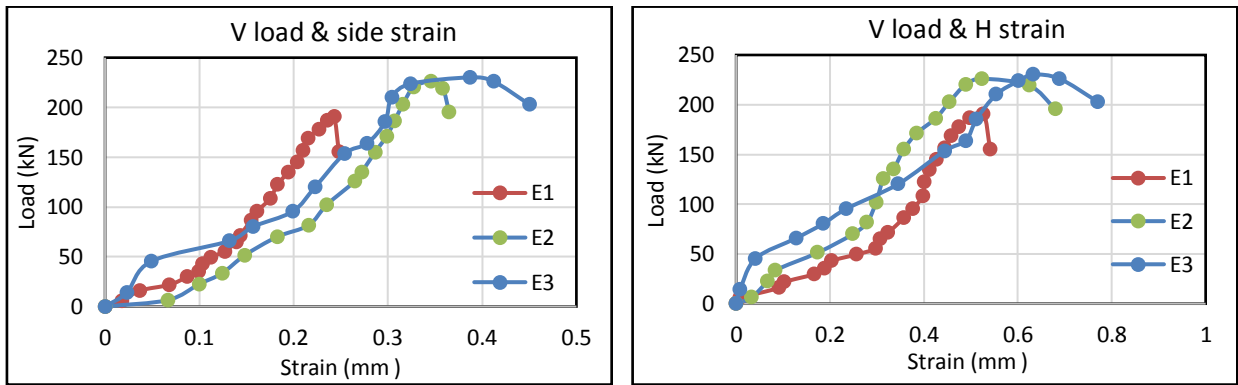 V load & side strain
250
200
150
100
50
0
Load (kN)
0 0.1 0.2 0.3 0.4 0.5
Strain (mm )
E1
E2
E3
V load & H strain
250
200
150
100
50
0
Load (kN)
0 0.2 0.4 0.6 0.8 1
Strain (mm )
E1
E2
E3